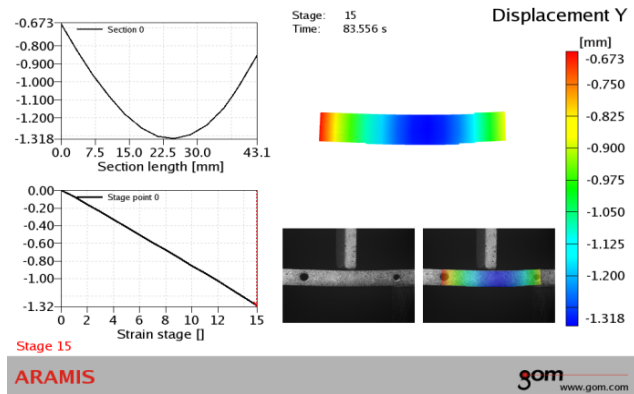 Stage: 15
Time: 83.556 s
Displacement Y
[mm]
-0.673
-0.750
-0.825
-0.900
-0.975
-1.050
-1.125
-1.200
-1.318
-0.673
-0.800
-0.900
-1.000
-1.100
-1.200
-1.318
Section 0
0.0 7.5 15.0 22.5 30.0 43.1
Section length [mm]
0.00
-0.20
-0.40
-0.60
-0.80
-1.00
-1.32
Stage point 0
0 2 4 6 8 10 12 15
Strain stage []
Stage 15
ARAMIS
gom
www.gom.com